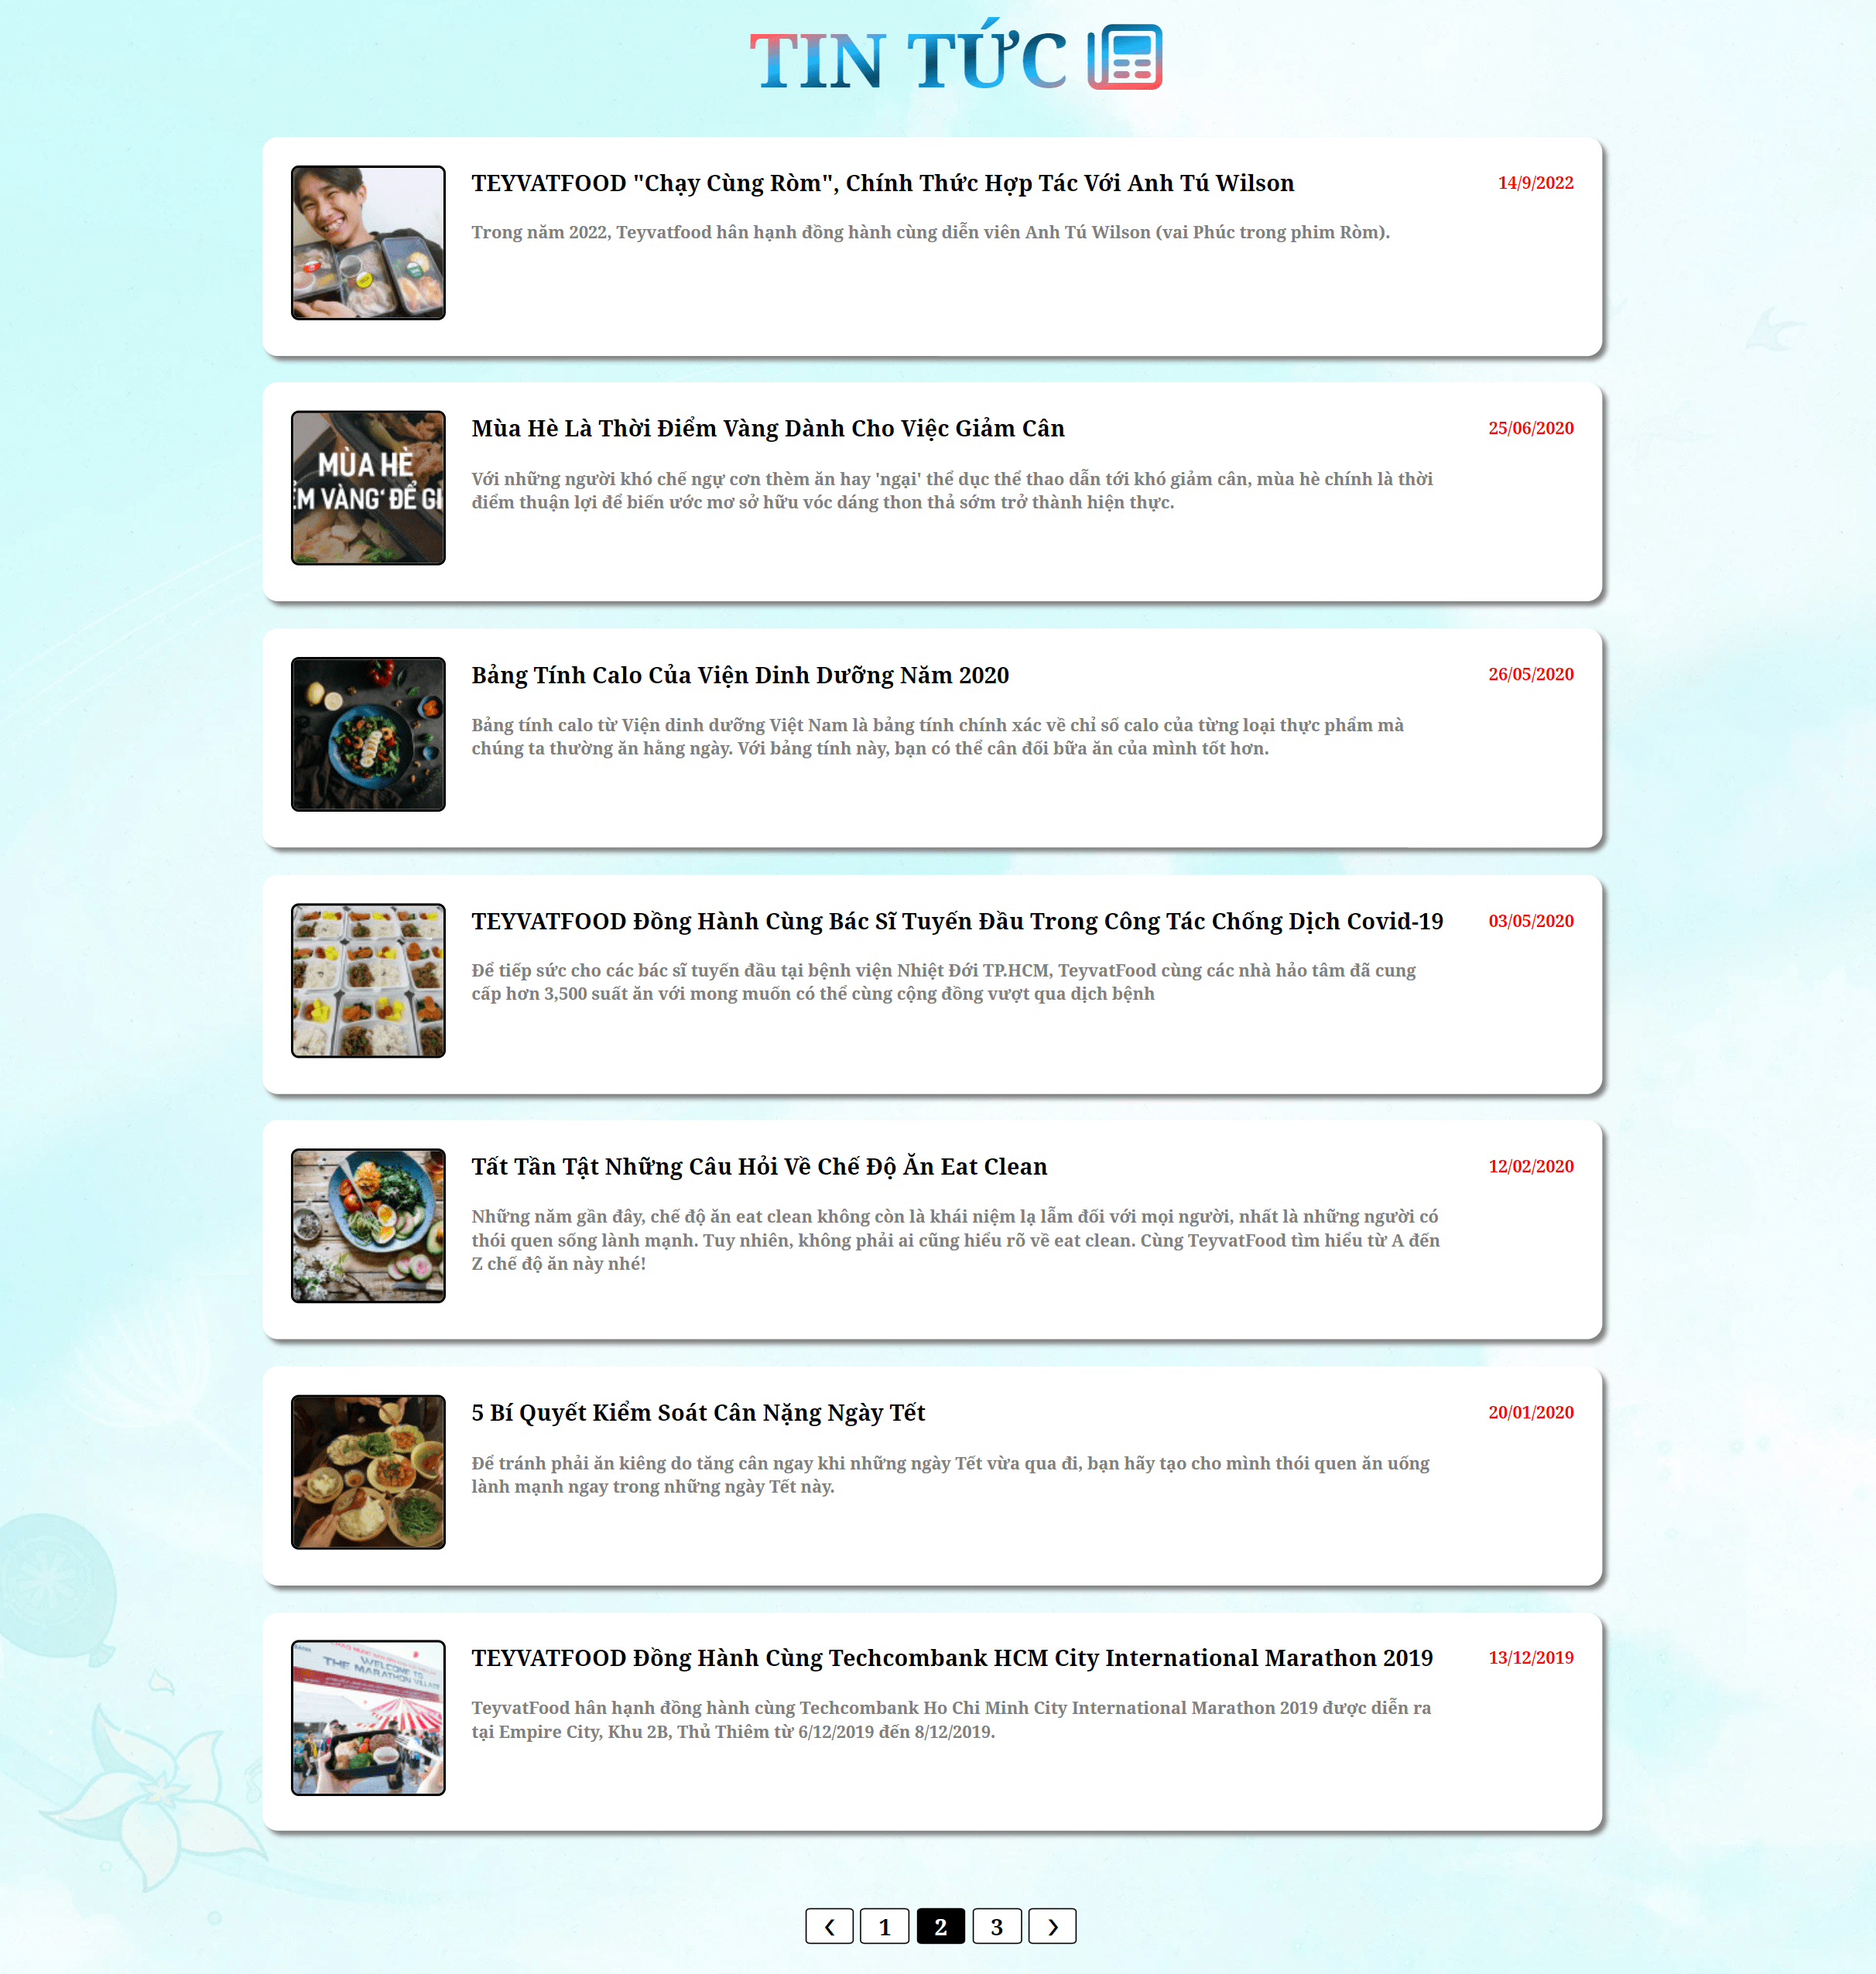 TIN TỨC
TEYVATFOOD "Chạy Cùng Ròm", Chính Thức Hợp Tác Với Anh Tú Wilson
14/9/2022
Trong năm 2022, Teyvatfood hân hạnh đồng hành cùng diễn viên Anh Tú Wilson (vai Phúc trong phim Ròm).
MÙA HÈ
ỂM VÀNG' ĐỂ GI
Mùa Hè Là Thời Điểm Vàng Dành Cho Việc Giảm Cân
25/06/2020
Với những người khó chế ngự cơn thèm ăn hay 'ngại' thể dục thể thao dẫn tới khó giảm cân, mùa hè chính là thời
điểm thuận lợi để biến ước mơ sở hữu vóc dáng thon thả sớm trở thành hiện thực.
Bảng Tính Calo Của Viện Dinh Dưỡng Năm 2020
26/05/2020
Bảng tính calo từ Viện dinh dưỡng Việt Nam là bảng tính chính xác về chỉ số calo của từng loại thực phẩm mà
chúng ta thường ăn hằng ngày. Với bảng tính này, bạn có thể cân đối bữa ăn của mình tốt hơn.
TEYVATFOOD Đồng Hành Cùng Bác Sĩ Tuyến Đầu Trong Công Tác Chống Dịch Covid-19
03/05/2020
Để tiếp sức cho các bác sĩ tuyến đầu tại bệnh viện Nhiệt Đới TP.HCM, TeyvatFood cùng các nhà hảo tâm đã cung
cấp hơn 3,500 suất ăn với mong muốn có thể cùng cộng đồng vượt qua dịch bệnh
Tất Tần Tật Những Câu Hỏi Về Chế Độ Ăn Eat Clean
12/02/2020
Những năm gần đây, chế độ ăn eat clean không còn là khái niệm lạ lẫm đối với mọi người, nhất là những người có
thói quen sống lành mạnh. Tuy nhiên, không phải ai cũng hiểu rõ về eat clean. Cùng TeyvatFood tìm hiểu từ A đến
Z chế độ ăn này nhé!
5 Bí Quyết Kiểm Soát Cân Nặng Ngày Tết
20/01/2020
Để tránh phải ăn kiêng do tăng cân ngay khi những ngày Tết vừa qua đi, bạn hãy tạo cho mình thói quen ăn uống
lành mạnh ngay trong những ngày Tết này.
WELCOME TO
THE MARATHON VILLAGE
TEYVATFOOD Đồng Hành Cùng Techcombank HCM City International Marathon 2019
13/12/2019
TeyvatFood hân hạnh đồng hành cùng Techcombank Ho Chi Minh City International Marathon 2019 được diễn ra
tại Empire City, Khu 2B, Thủ Thiêm từ 6/12/2019 đến 8/12/2019.
1 2 3